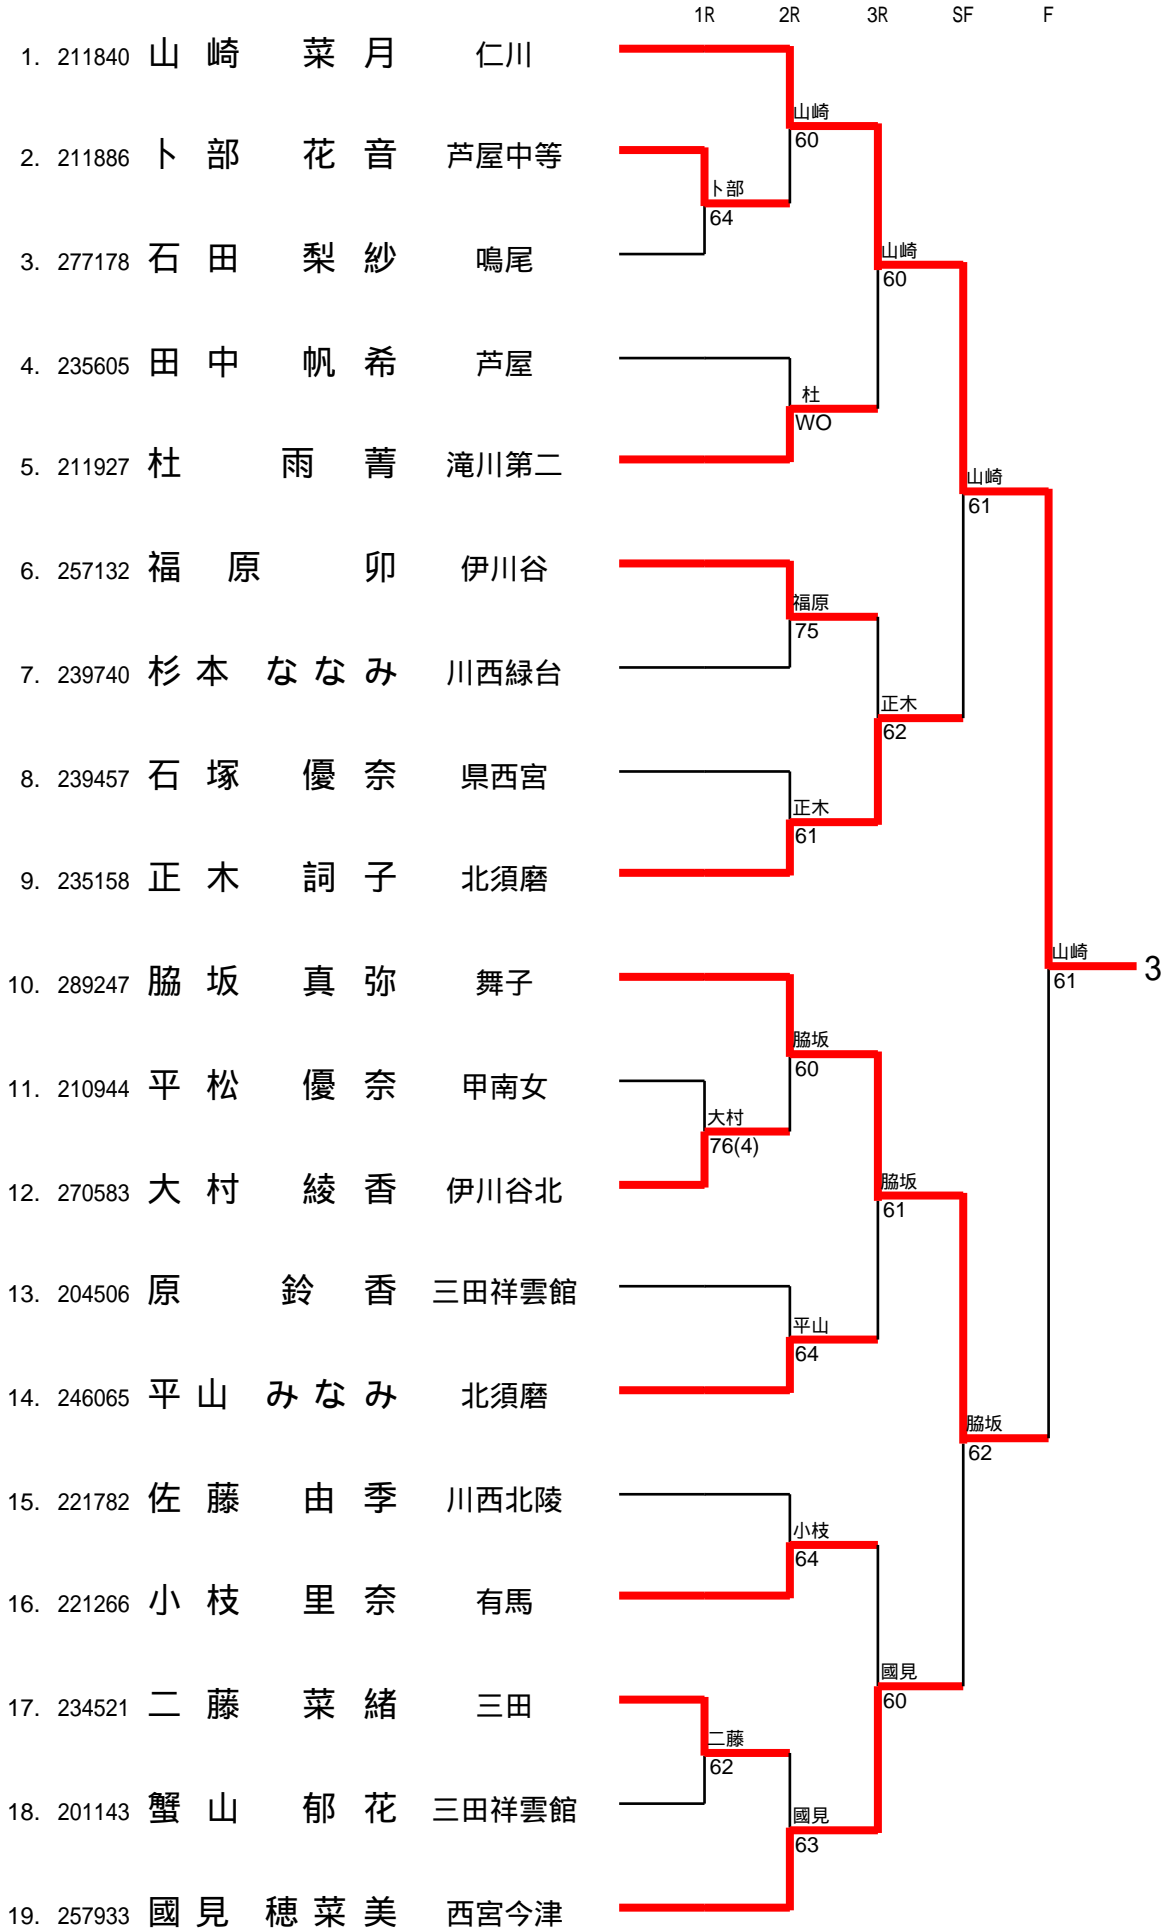 1R 2R 3R SF F
1. 211840 山崎 菜月 仁川
山崎
60
2. 211886 卜部 花音 芦屋中等
卜部
64
3. 277178 石田 梨紗 鳴尾
山崎
60
4. 235605 田中 帆希 芦屋
杜
WO
5. 211927 杜 雨菁 滝川第二
山崎
61
6. 257132 福原 卯 伊川谷
福原
75
7. 239740 杉本 ななみ 川西緑台
正木
62
8. 239457 石塚 優奈 県西宮
正木
61
9. 235158 正木 詞子 北須磨
山崎
61
3
10. 289247 脇坂 真弥 舞子
脇坂
60
11. 210944 平松 優奈 甲南女
大村
76(4)
12. 270583 大村 綾香 伊川谷北
脇坂
61
13. 204506 原 鈴香 三田祥雲館
平山
64
14. 246065 平山 みなみ 北須磨
脇坂
62
15. 221782 佐藤 由季 川西北陵
小枝
64
16. 221266 小枝 里奈 有馬
國見
60
17. 234521 二藤 菜緒 三田
二藤
62
18. 201143 蟹山 郁花 三田祥雲館
國見
63
19. 257933 國見 穂菜美 西宮今津